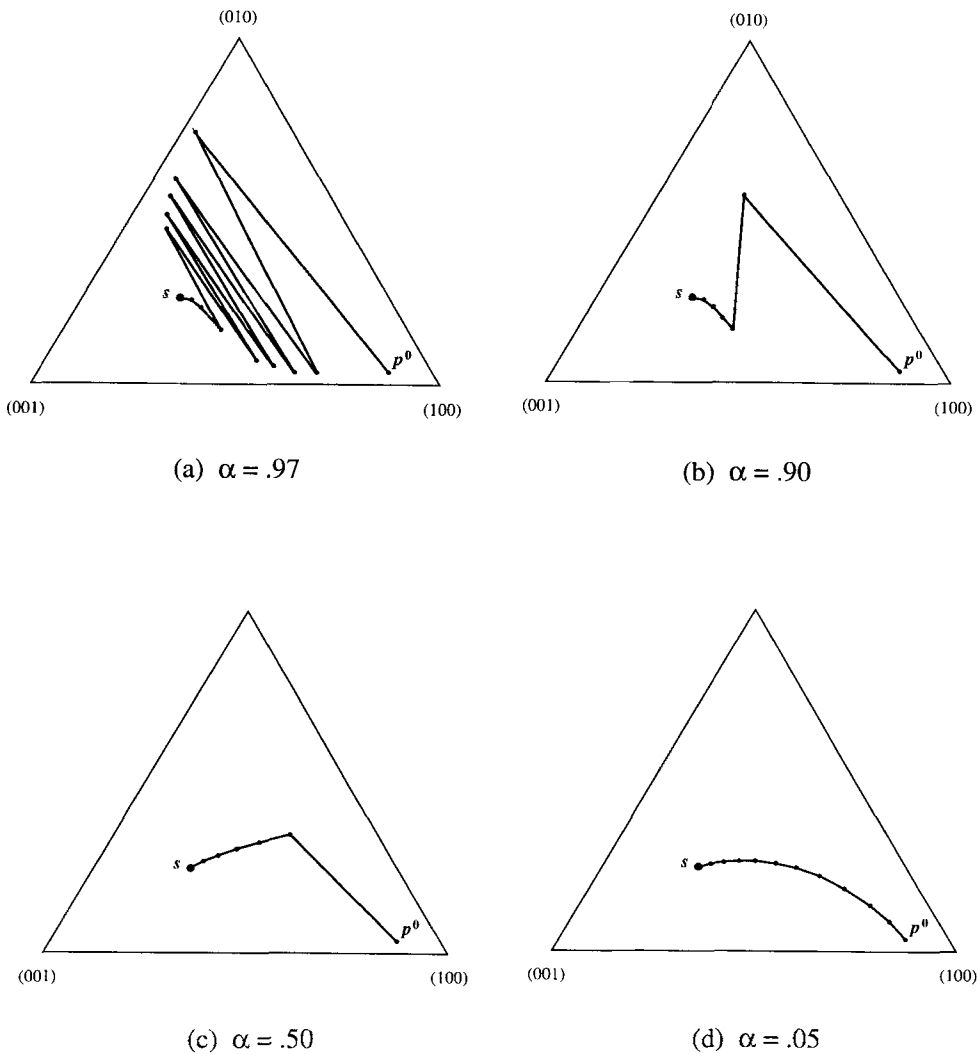 (010)
s
p⁰
(001)
(100)
(a) α = .97
(010)
s
p⁰
(001)
(100)
(b) α = .90
s
p⁰
(001)
(100)
(c) α = .50
s
p⁰
(001)
(100)
(d) α = .05